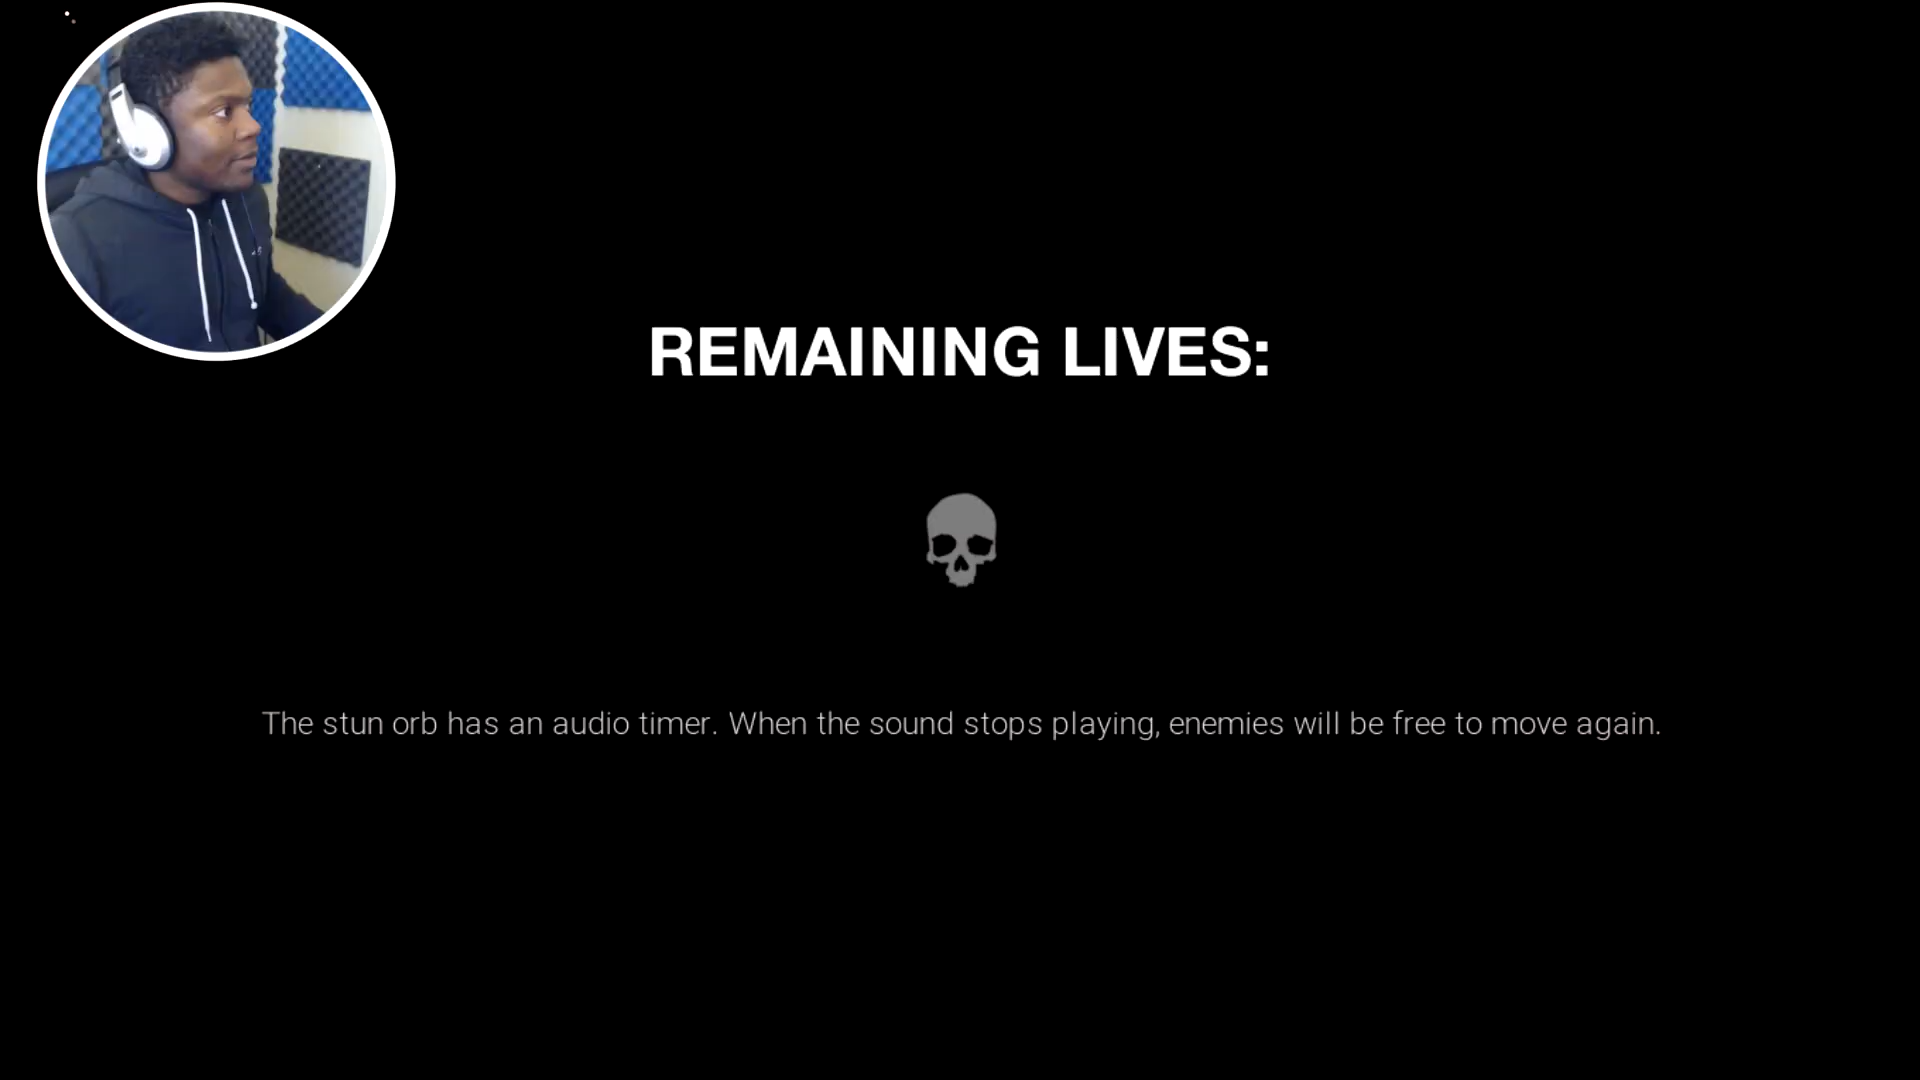 REMAINING LIVES:
The stun orb has an audio timer. When the sound stops playing, enemies will be free to move again.